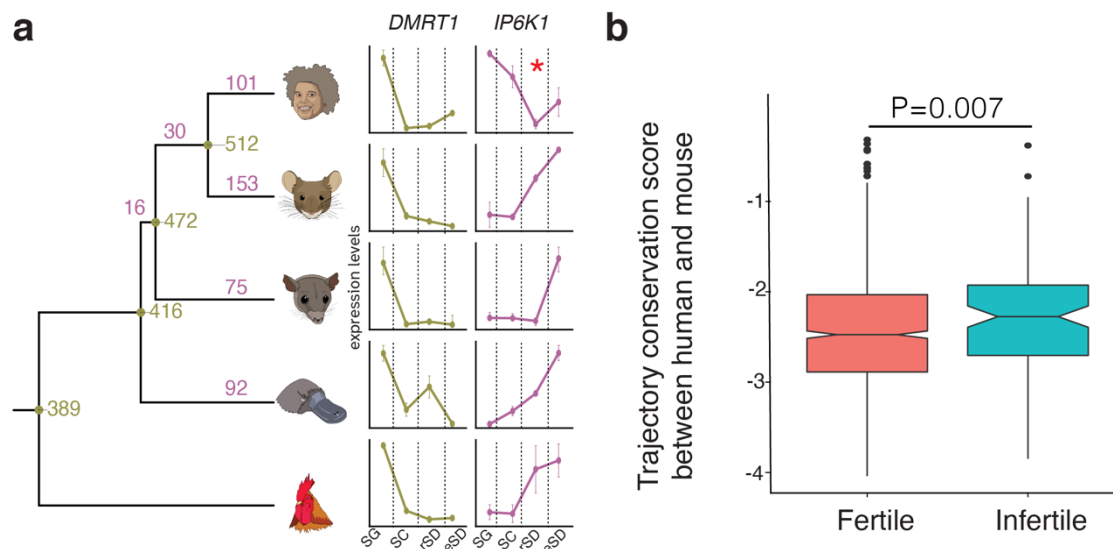 a
DMRT1 IP6K1
101
*
30
512
153
16
472
75
416
92
389
expression levels
SG SC rSD eSD SG SC rSD eSD
b
P=0.007
Trajectory conservation score
between human and mouse
-1
-2
-3
-4
Fertile Infertile